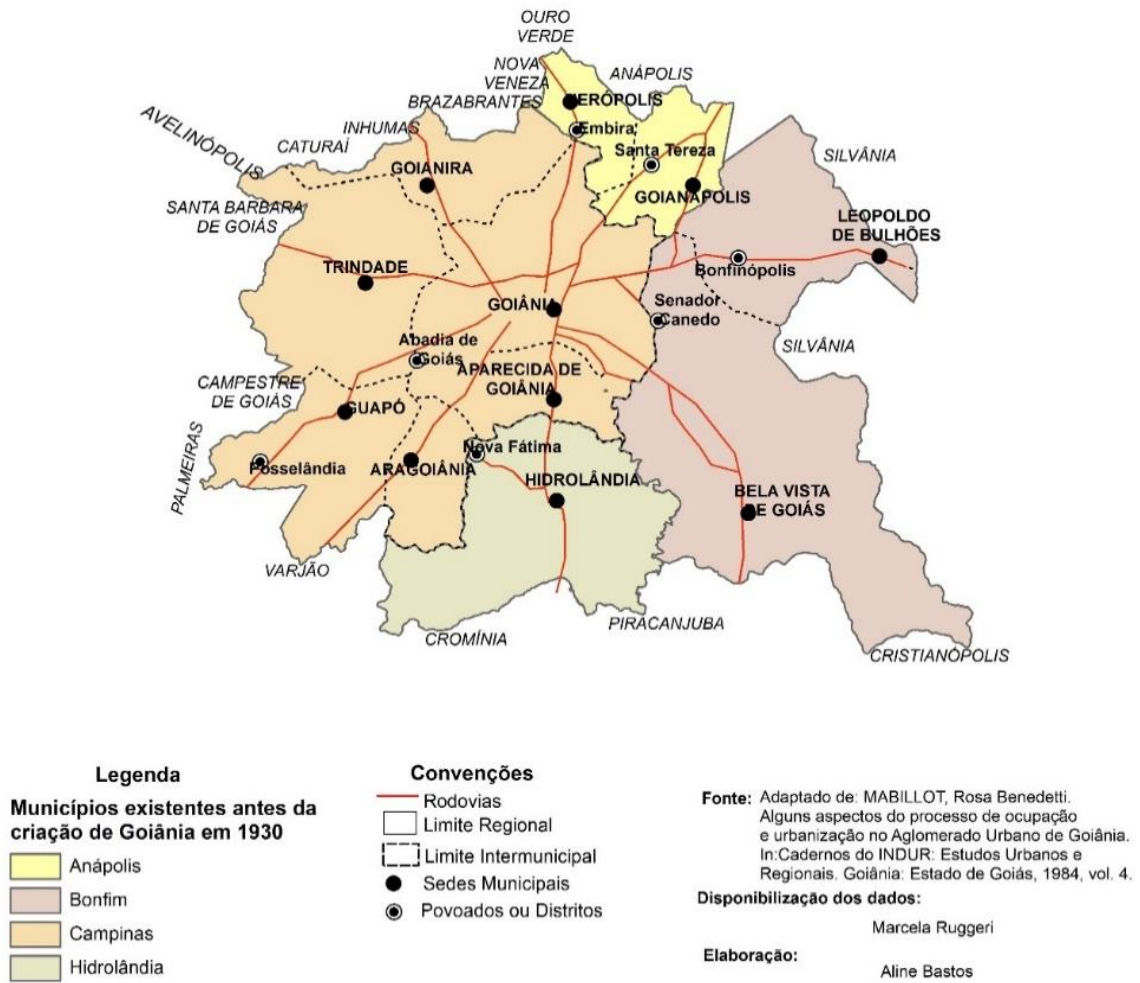 OURO
VERDE
NOVA
VENEZA
ANÁPOLIS
BRAZABRANTES
NERÓPOLIS
AVELINÓPOLIS
INHUMAS
Embira
CATURAÍ
Santa Tereza
SILVÂNIA
GOIANIRA
GOIANÁPOLIS
SANTA BARBARA
DE GOIÁS
LEOPOLDO
DE BULHÕES
TRINDADE
Bonfinópolis
GOIÂNIA
Senador
Canedo
Abadia de
Goiás
SILVÂNIA
APARECIDA DE
GOIÂNIA
CAMPESTRE
DE GOIÁS
GUAPÓ
PALMEIRAS
Nova Fátima
Posselândia
ARAGOIÂNIA
HIDROLÂNDIA
BELA VISTA
DE GOIÁS
VARJÃO
CROMÍNIA
PIRACANJUBA
CRISTIANÓPOLIS
Legenda
Municípios existentes antes da
criação de Goiânia em 1930
Anápolis
Bonfim
Campinas
Hidrolândia
Convenções
Rodovias
Limite Regional
Limite Intermunicipal
Sedes Municipais
Povoados ou Distritos
Fonte: Adaptado de: MABILLOT, Rosa Benedetti.
Alguns aspectos do processo de ocupação
e urbanização no Aglomerado Urbano de Goiânia.
In:Cadernos do INDUR: Estudos Urbanos e
Regionais. Goiânia: Estado de Goiás, 1984, vol. 4.
Disponibilização dos dados:
Marcela Ruggeri
Elaboração:
Aline Bastos